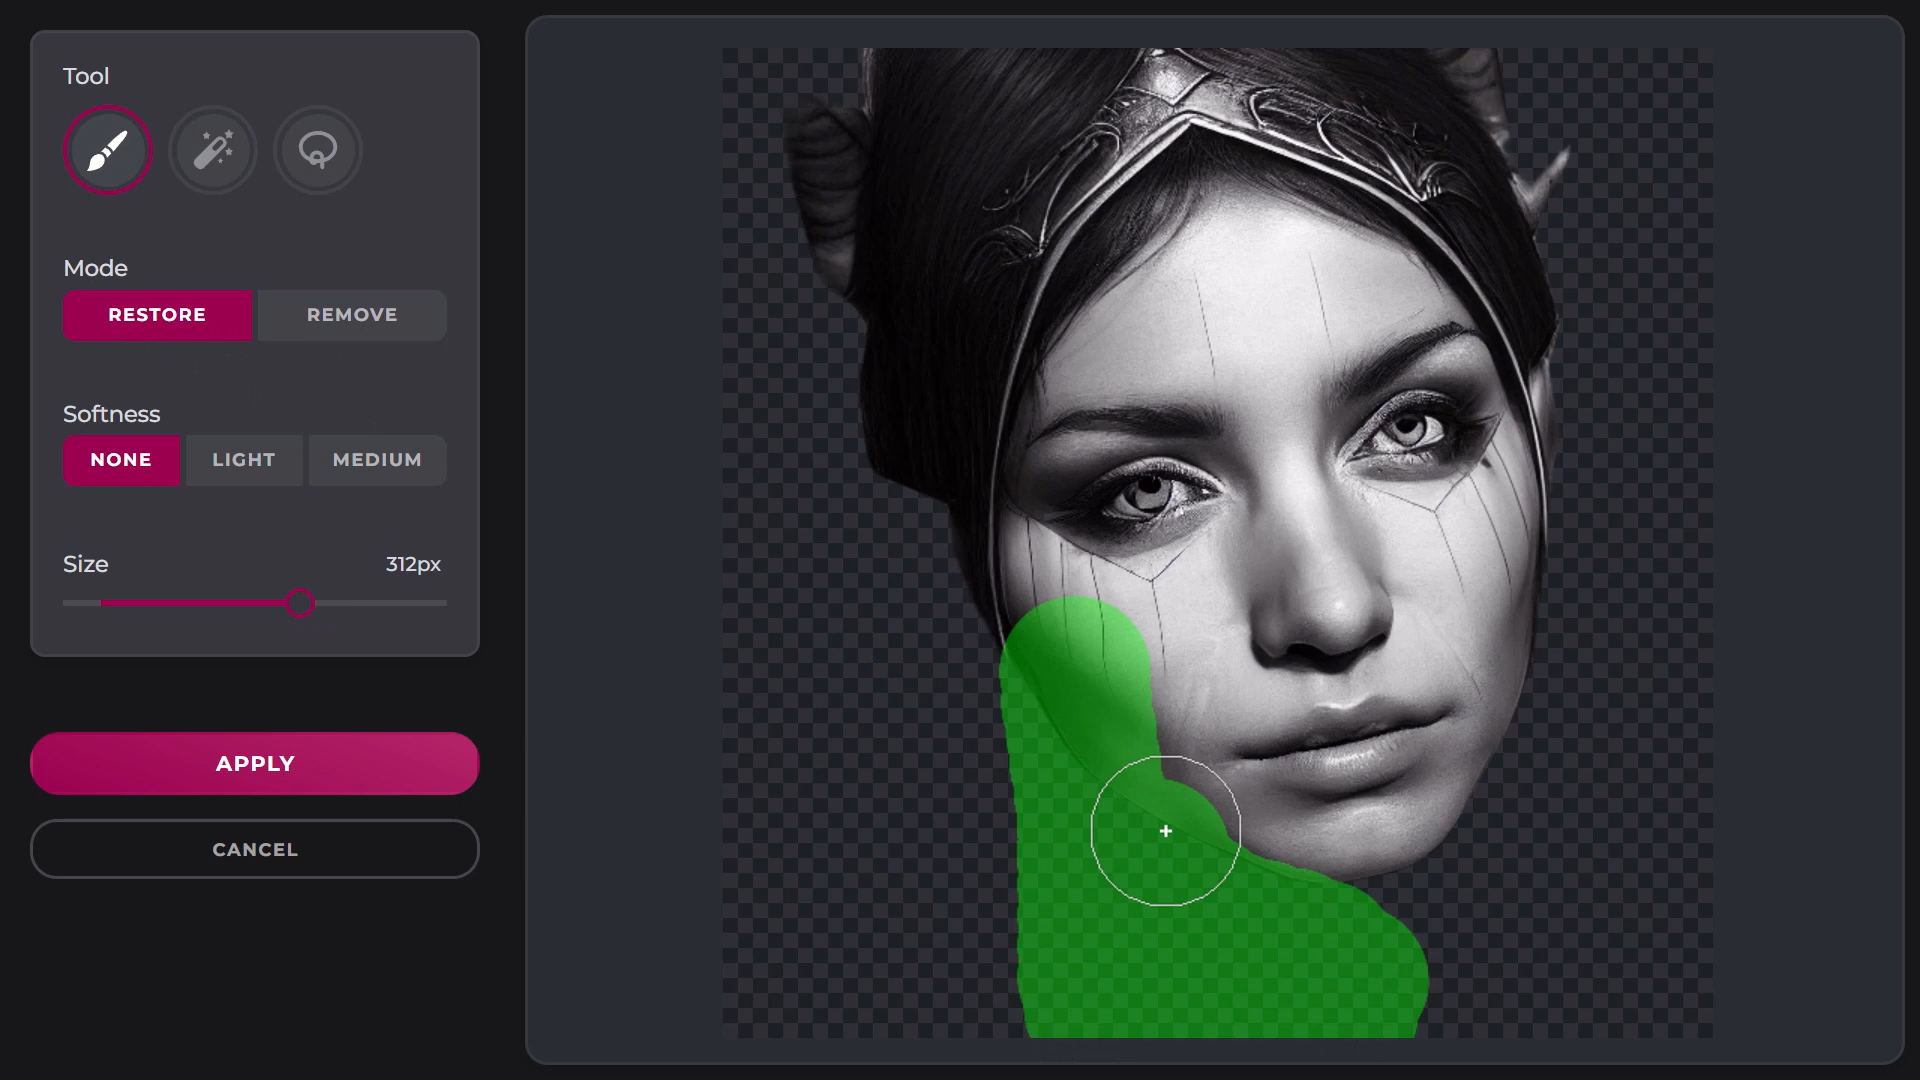 Tool
Mode
RESTORE REMOVE
Softness
NONE LIGHT MEDIUM
Size 312px
APPLY
CANCEL